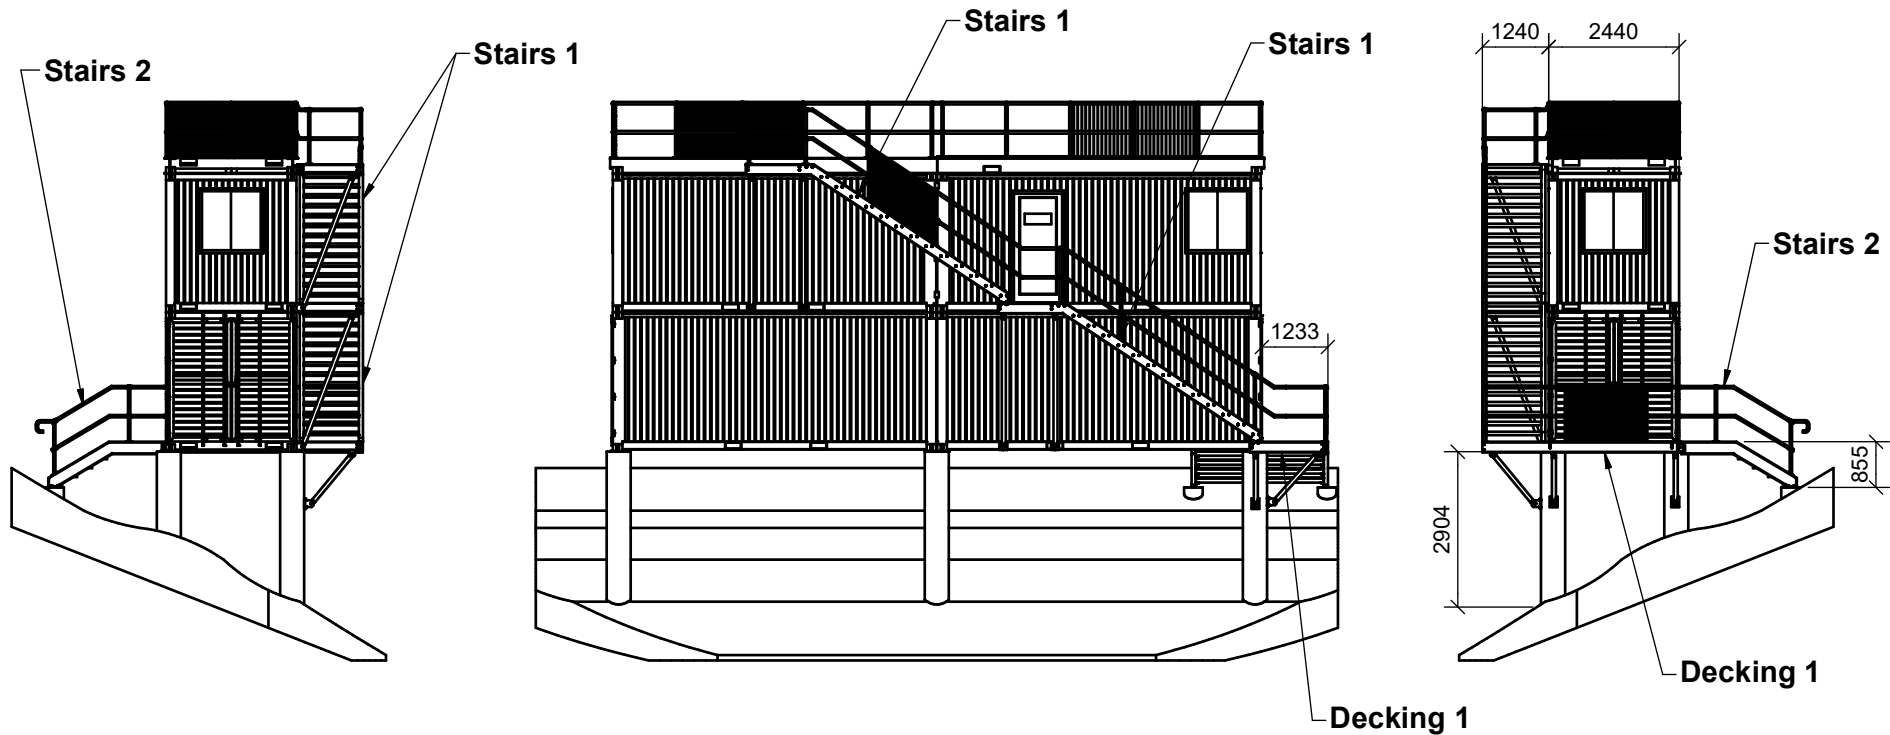 Stairs 2
Stairs 1
Stairs 1
Stairs 1
1240
2440
Stairs 2
1233
855
2904
Decking 1
Decking 1